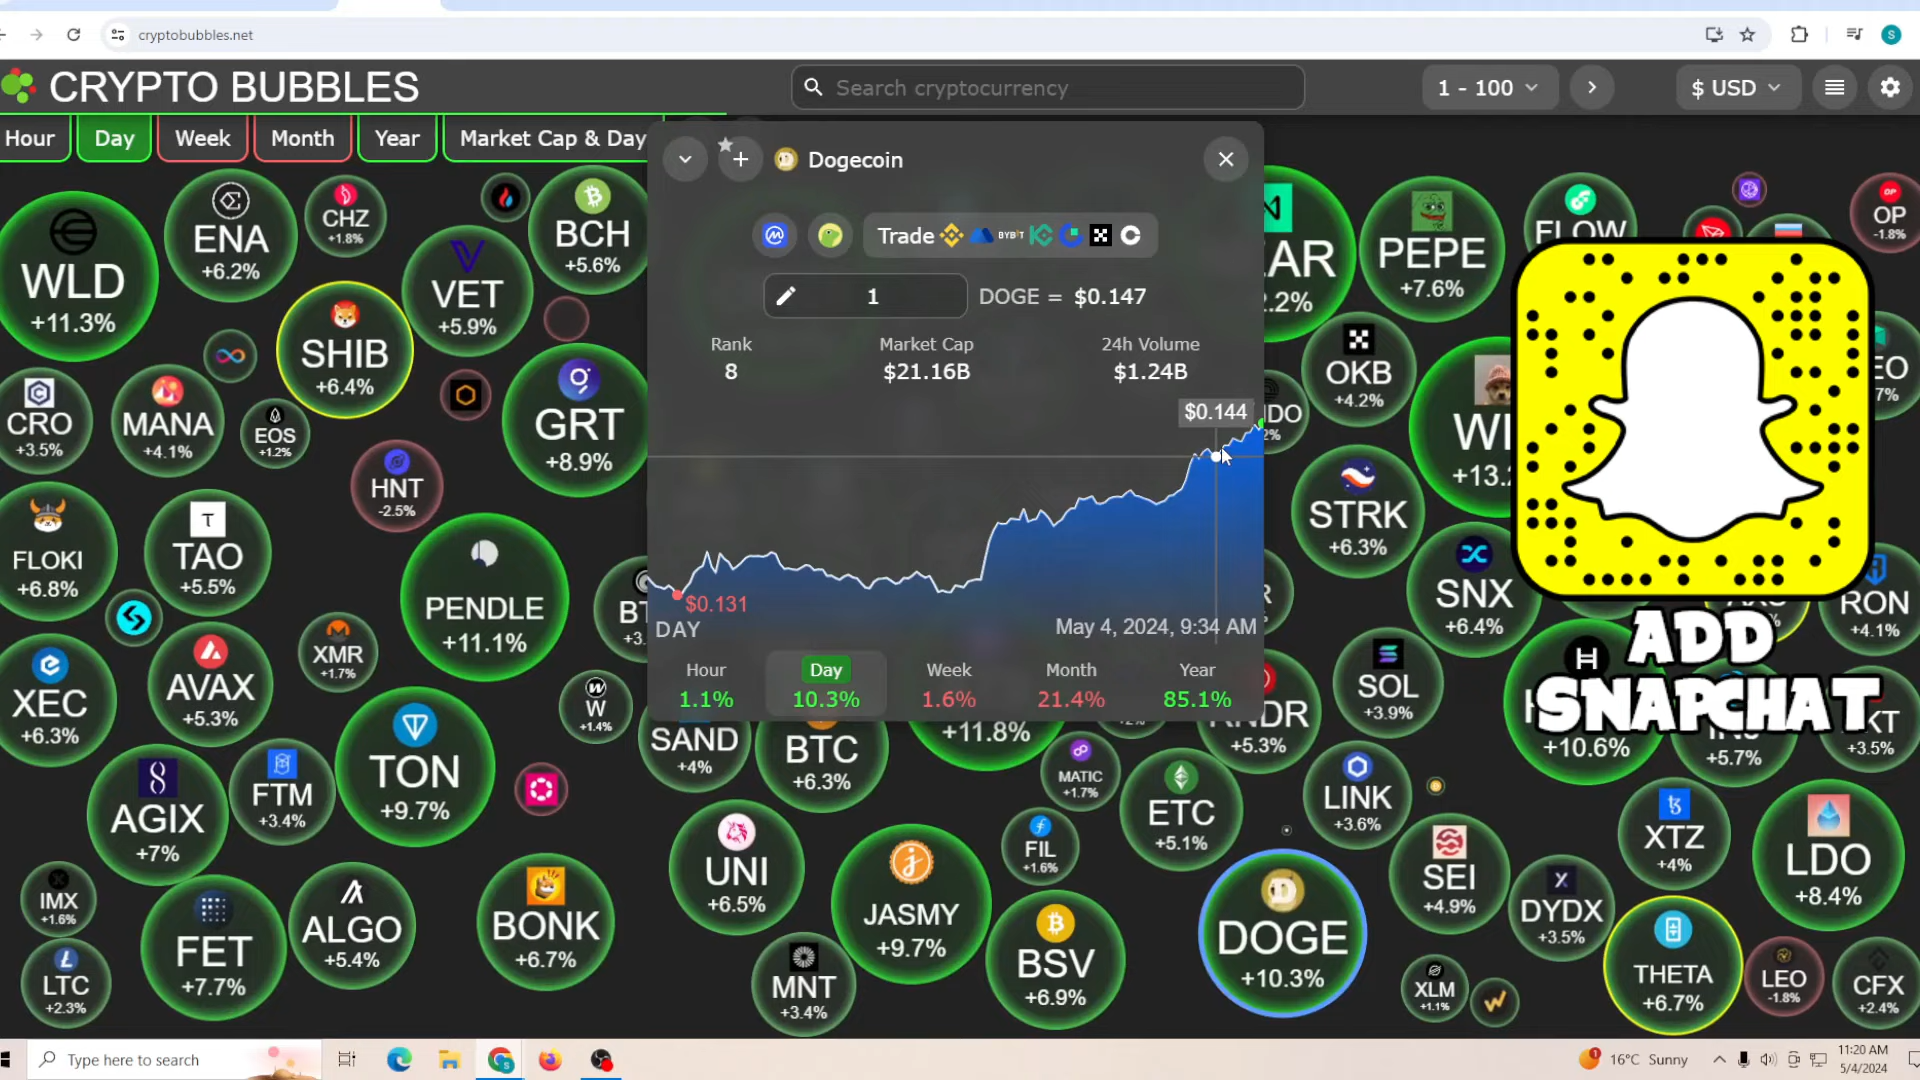 cryptobubbles.net
CRYPTO BUBBLES
Search cryptocurrency
1 - 100
$ USD
Hour
Day
Week
Month
Year
Market Cap & Day
Dogecoin
Trade
BYBIT
1
DOGE = $0.147
Rank
8
Market Cap
$21.16B
24h Volume
$1.24B
$0.144
$0.131
DAY
May 4, 2024, 9:34 AM
Hour
1.1%
Day
10.3%
Week
1.6%
Month
21.4%
Year
85.1%
WLD
+11.3%
ENA
+6.2%
CHZ
+1.8%
BCH
+5.6%
VET
+5.9%
SHIB
+6.4%
CRO
+3.5%
MANA
+4.1%
EOS
+1.2%
GRT
+8.9%
HNT
-2.5%
FLOKI
+6.8%
TAO
+5.5%
PENDLE
+11.1%
XMR
+1.7%
XEC
+6.3%
AVAX
+5.3%
W
+1.4%
TON
+9.7%
AGIX
+7%
FTM
+3.4%
SAND
+4%
BTC
+6.3%
+11.8%
IMX
+1.6%
FET
+7.7%
ALGO
+5.4%
BONK
+6.7%
LTC
+2.3%
UNI
+6.5%
JASMY
+9.7%
MNT
+3.4%
FIL
+1.6%
MATIC
+1.7%
BSV
+6.9%
ETC
+5.1%
RNDR
+5.3%
DOGE
+10.3%
PEPE
+7.6%
FLOW
OP
-1.8%
OKB
+4.2%
STRK
+6.3%
SNX
+6.4%
RON
+4.1%
SOL
+3.9%
+10.6%
+5.7%
+3.5%
LINK
+3.6%
SEI
+4.9%
DYDX
+3.5%
XTZ
+4%
LDO
+8.4%
XLM
+1.1%
THETA
+6.7%
LEO
-1.8%
CFX
+2.4%
ADD
SNAPCHAT
Type here to search
16°C Sunny
11:20 AM
5/4/2024